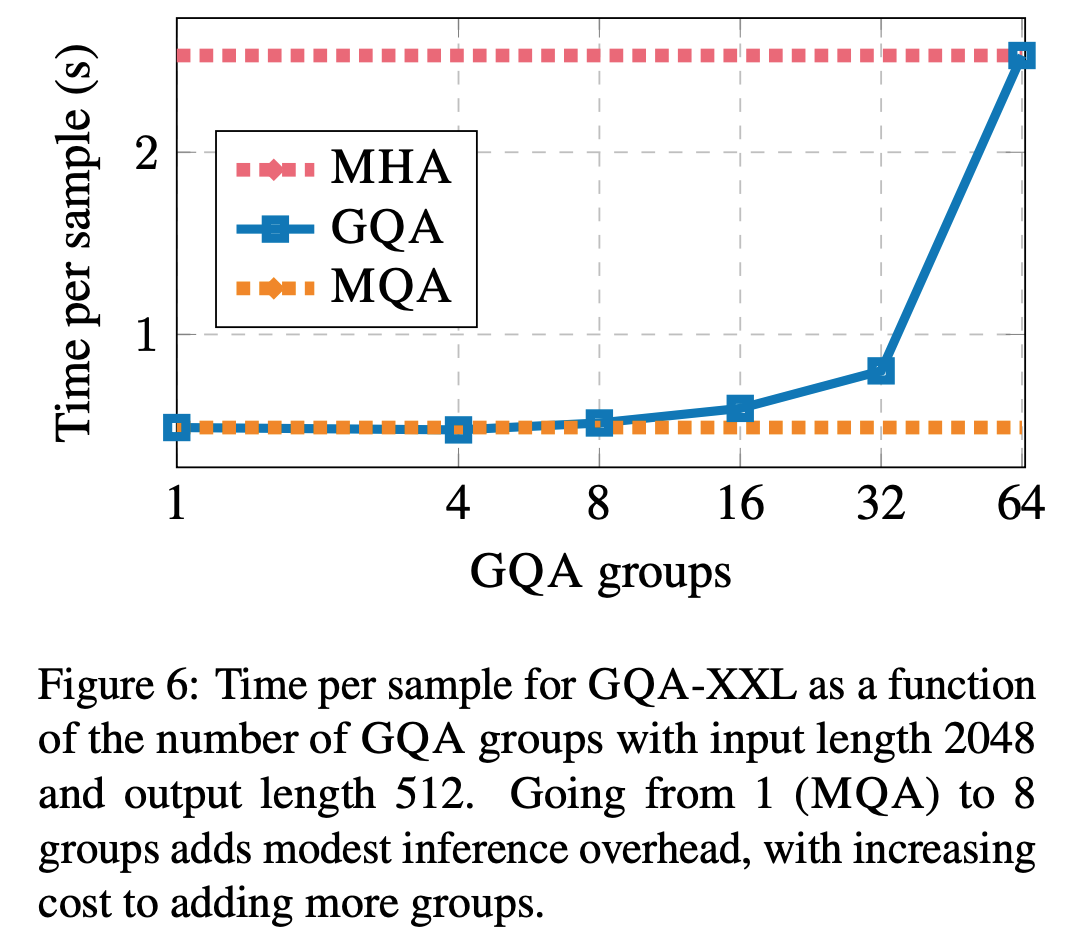 Time per sample (s)
2
1
MHA
GQA
MQA
1 4 8 16 32 64
GQA groups
Figure 6: Time per sample for GQA-XXL as a function
of the number of GQA groups with input length 2048
and output length 512. Going from 1 (MQA) to 8
groups adds modest inference overhead, with increasing
cost to adding more groups.